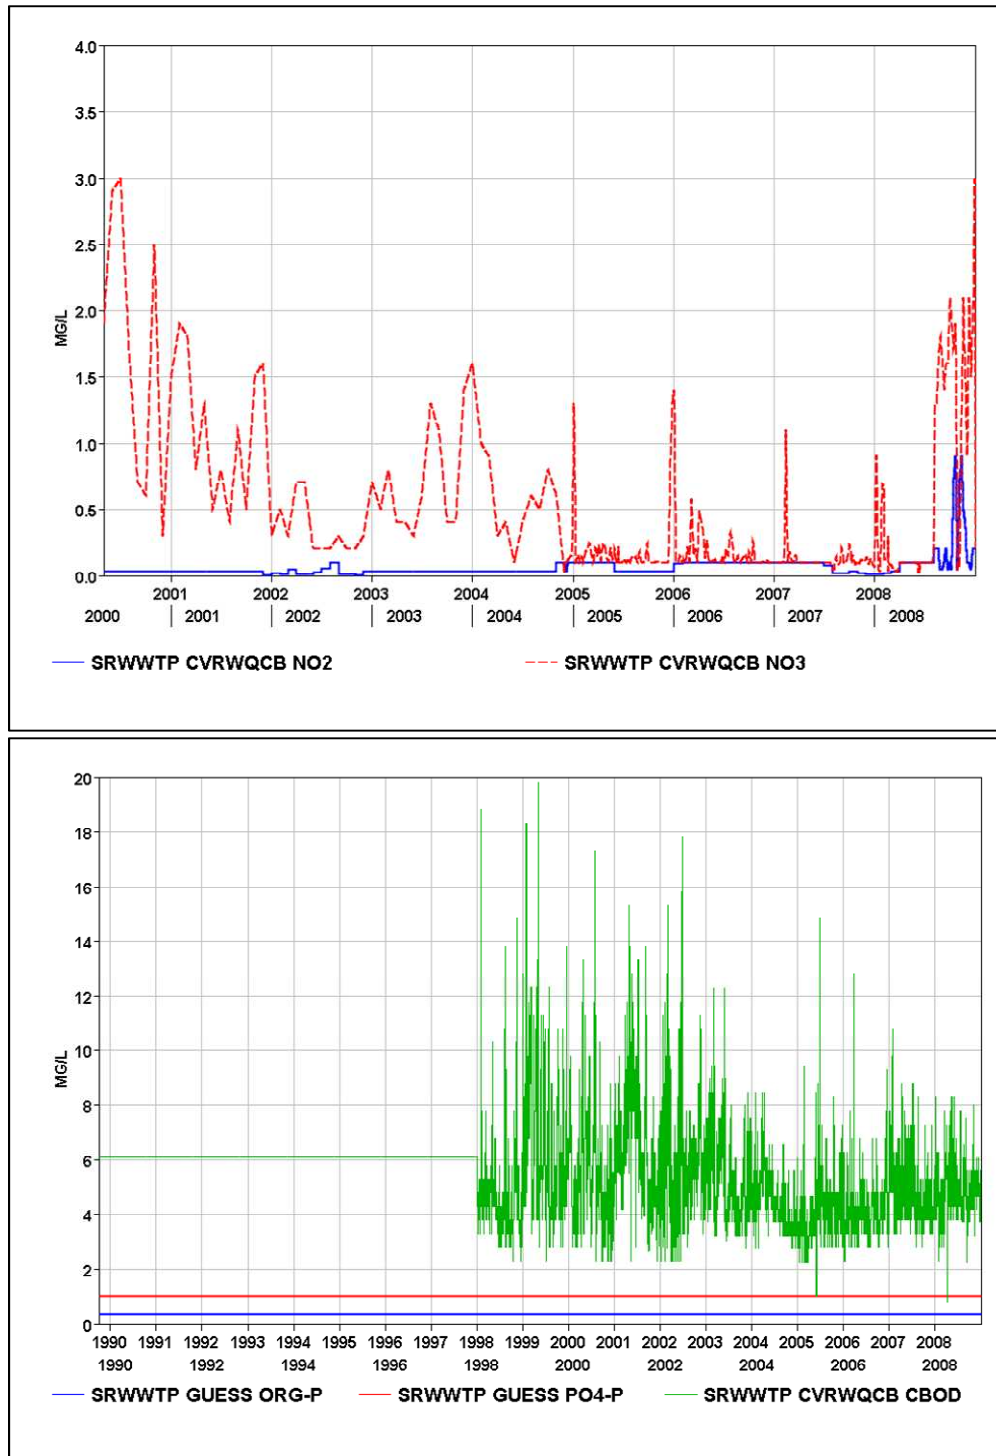 4.0
3.5
3.0
2.5
2.0
1.5
1.0
0.5
0.0
MG/L
2001 2002 2003 2004 2005 2006 2007 2008
2000 | 2001 | 2002 | 2003 | 2004 | 2005 | 2006 | 2007 | 2008
SRWWTP CVRWQCB NO2 SRWWTP CVRWQCB NO3
20
18
16
14
12
10
8
6
4
2
0
MG/L
1990 1991 1992 1993 1994 1995 1996 1997 1998 1999 2000 2001 2002 2003 2004 2005 2006 2007 2008
1990 1992 1994 1996 1998 2000 2002 2004 2006 2008
SRWWTP GUESS ORG-P SRWWTP GUESS PO4-P SRWWTP CVRWQCB CBOD